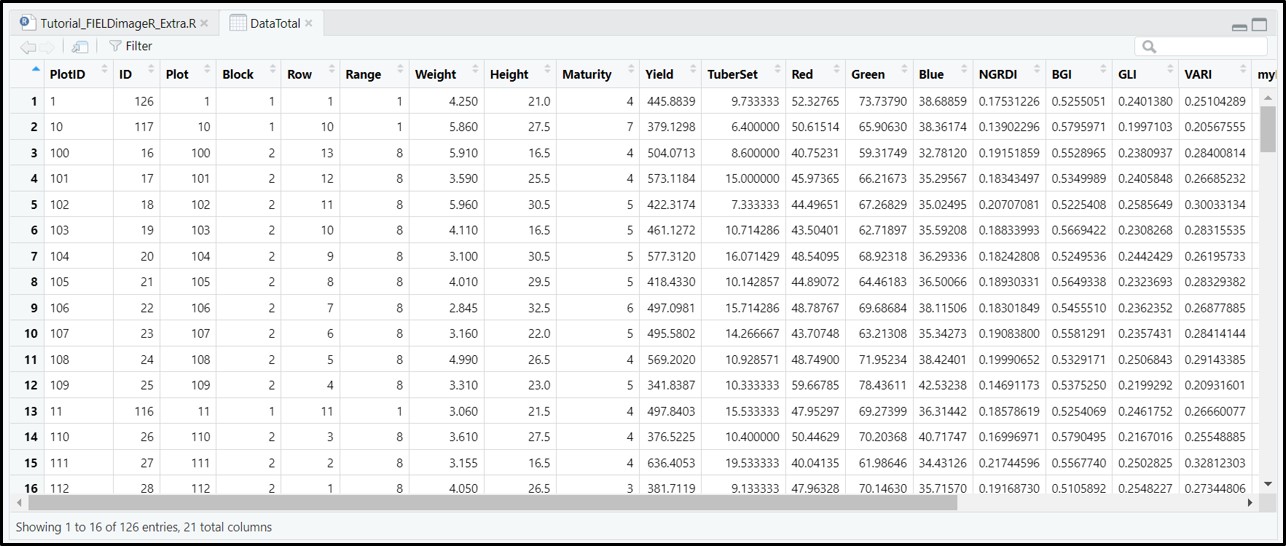 Tutorial_FIELDimageR_Extra.R × DataTotal ×
Filter
PlotID ID Plot Block Row Range Weight Height Maturity Yield TuberSet Red Green Blue NGRDI BGI GLI VARI
1 1 126 1 1 1 1 4.250 21.0 4 445.8839 9.733333 52.32765 73.73790 38.68859 0.17531226 0.5255051 0.2401380 0.25104289
2 10 117 10 1 10 1 5.860 27.5 7 379.1298 6.400000 50.61514 65.90630 38.36174 0.13902296 0.5795971 0.1997103 0.20567555
3 100 16 100 2 13 8 5.910 16.5 4 504.0713 8.600000 40.75231 59.31749 32.78120 0.19151859 0.5528965 0.2380937 0.28400814
4 101 17 101 2 12 8 3.590 25.5 4 573.1184 15.000000 45.97365 66.21673 35.29567 0.18343497 0.5349989 0.2405848 0.26685232
5 102 18 102 2 11 8 5.960 30.5 5 422.3174 7.333333 44.49651 67.26829 35.02495 0.20707081 0.5225408 0.2585649 0.30033134
6 103 19 103 2 10 8 4.110 16.5 5 461.1272 10.714286 43.50401 62.71897 35.59208 0.18833993 0.5669422 0.2308268 0.28315535
7 104 20 104 2 9 8 3.100 30.5 5 577.3120 16.071429 48.54095 68.92318 36.29336 0.18242808 0.5249536 0.2442429 0.26195733
8 105 21 105 2 8 8 4.010 29.5 5 418.4330 10.142857 44.89072 64.46183 36.50066 0.18930331 0.5649338 0.2323693 0.28329382
9 106 22 106 2 7 8 2.845 32.5 6 497.0981 15.714286 48.78767 69.68684 38.11506 0.18301849 0.5455510 0.2362352 0.26877885
10 107 23 107 2 6 8 3.160 22.0 5 495.5802 14.266667 43.70748 63.21308 35.34273 0.19083800 0.5581291 0.2357431 0.28414144
11 108 24 108 2 5 8 4.990 26.5 4 569.2020 10.928571 48.74900 71.95234 38.42401 0.19990652 0.5329171 0.2506843 0.29143385
12 109 25 109 2 4 8 3.310 23.0 5 341.8387 10.333333 59.66785 78.43611 42.53238 0.14691173 0.5375250 0.2199292 0.20931601
13 11 116 11 1 11 1 3.060 21.5 4 497.8403 15.533333 47.95297 69.27399 36.31442 0.18578619 0.5254069 0.2461752 0.26660077
14 110 26 110 2 3 8 3.610 27.5 4 376.5225 10.400000 50.44629 70.20368 40.71747 0.16996971 0.5790495 0.2167016 0.25548885
15 111 27 111 2 2 8 3.155 16.5 4 636.4053 19.533333 40.04135 61.98646 34.43126 0.21744596 0.5567740 0.2502825 0.32812303
16 112 28 112 2 1 8 4.050 26.5 3 381.7119 9.133333 47.96328 70.14630 35.71570 0.19168730 0.5105892 0.2548227 0.27344806
Showing 1 to 16 of 126 entries, 21 total columns